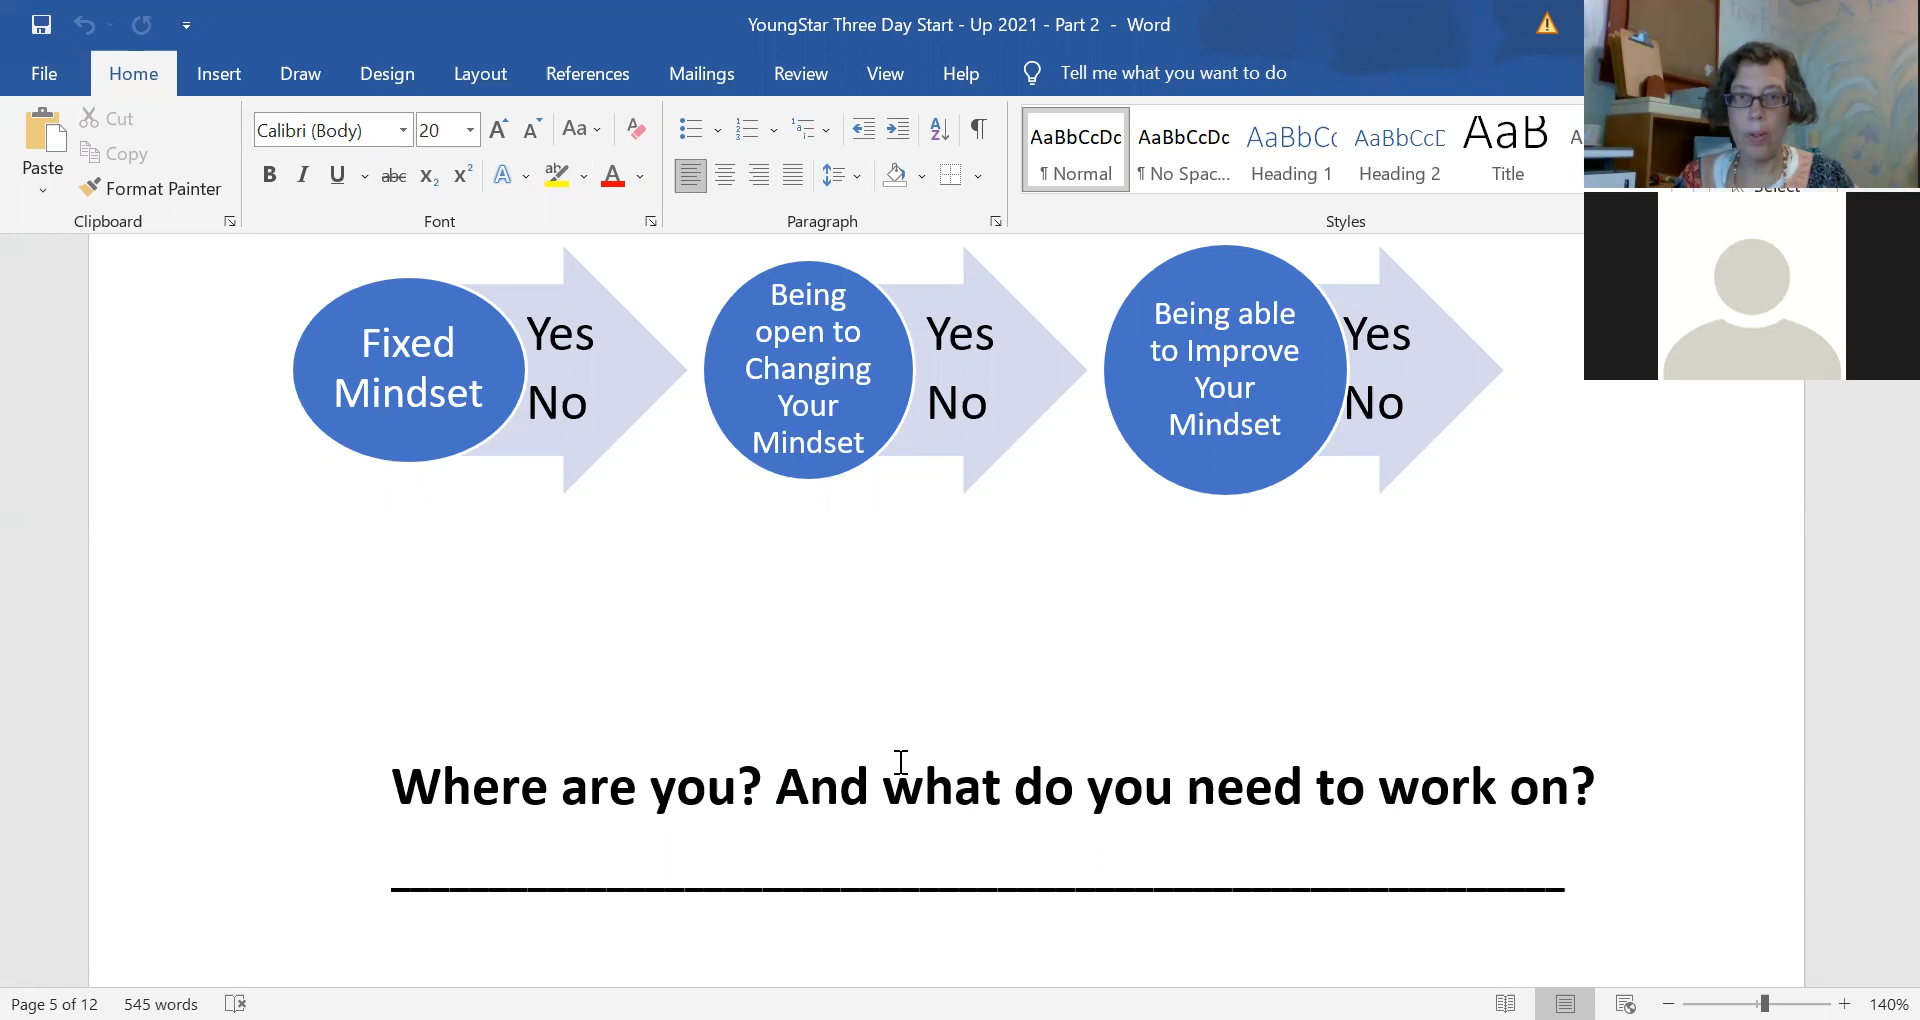 YoungStar Three Day Start - Up 2021 - Part 2 - Word
File Home Insert Draw Design Layout References Mailings Review View Help Tell me what you want to do
Paste
Cut
Copy
Format Painter
Clipboard
Calibri (Body) 20
Font
Paragraph
AaBbCcDc
¶ Normal
AaBbCcDc
¶ No Spac...
AaBbCc
Heading 1
AaBbCcD
Heading 2
AaB
Title
A
Styles
Select
Fixed
Mindset
Yes
No
Being
open to
Changing
Your
Mindset
Yes
No
Being able
to Improve
Your
Mindset
Yes
No
Where are you? And what do you need to work on?
Page 5 of 12 545 words 140%